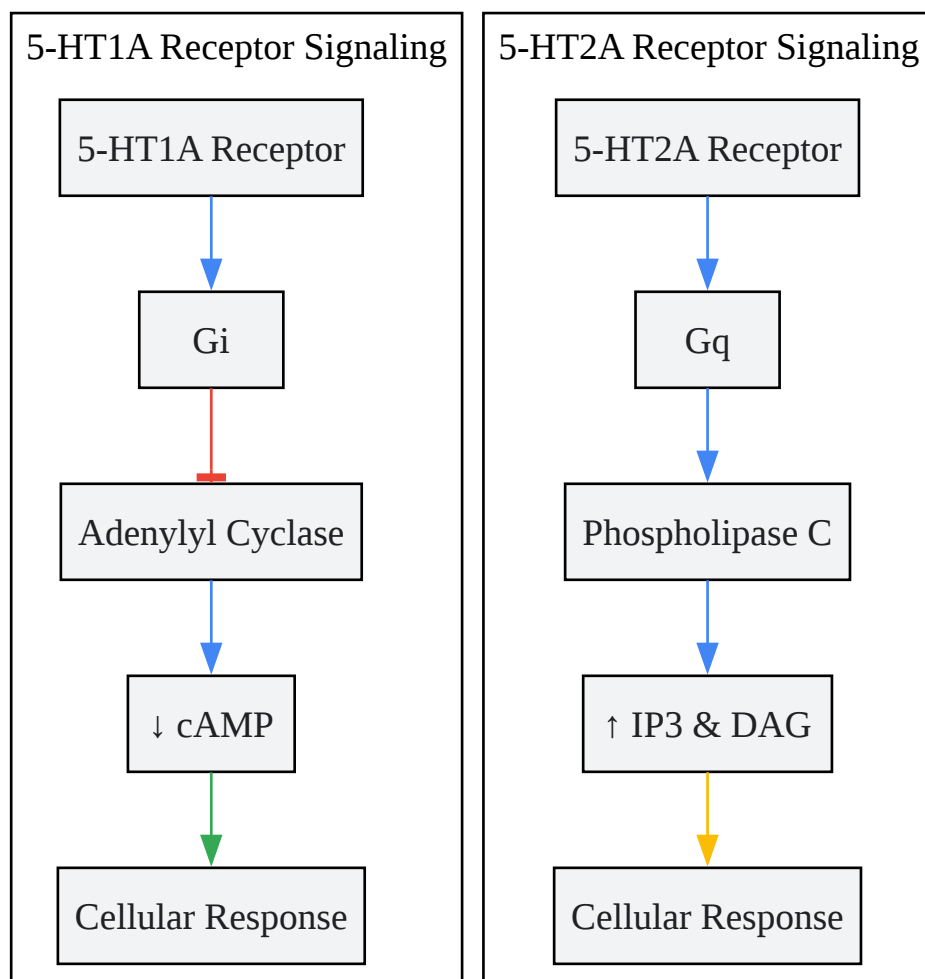 5-HT1A Receptor Signaling
5-HT1A Receptor
Gi
Adenylyl Cyclase
↓ cAMP
Cellular Response
5-HT2A Receptor Signaling
5-HT2A Receptor
Gq
Phospholipase C
↑ IP3 & DAG
Cellular Response